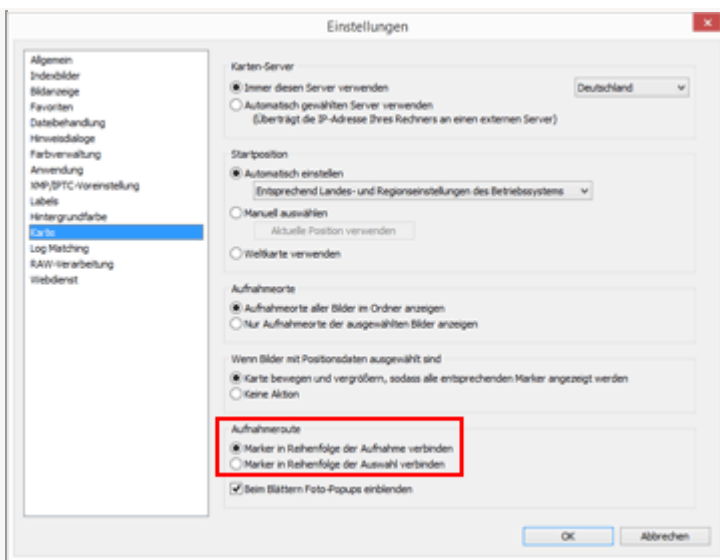 Einstellungen
Allgemein
Indexbilder
Bildanzeige
Favoriten
Dateibehandlung
Hinweisdialoge
Farbverwaltung
Anwendung
XMP/IPTC-Voreinstellung
Labels
Hintergrundfarbe
Karte
Log Matching
RAW-Verarbeitung
Webdienst
Karten-Server
Immer diesen Server verwenden
Deutschland
Automatisch gewählten Server verwenden
(Überträgt die IP-Adresse Ihres Rechners an einen externen Server)
Startposition
Automatisch einstellen
Entsprechend Landes- und Regionseinstellungen des Betriebssystems
Manuell auswählen
Aktuelle Position verwenden
Weltkarte verwenden
Aufnahmeorte
Aufnahmeorte aller Bilder im Ordner anzeigen
Nur Aufnahmeorte der ausgewählten Bilder anzeigen
Wenn Bilder mit Positionsdaten ausgewählt sind
Karte bewegen und vergrößern, sodass alle entsprechenden Marker angezeigt werden
Keine Aktion
Aufnahmeroute
Marker in Reihenfolge der Aufnahme verbinden
Marker in Reihenfolge der Auswahl verbinden
Beim Blättern Foto-Popups einblenden
OK
Abbrechen